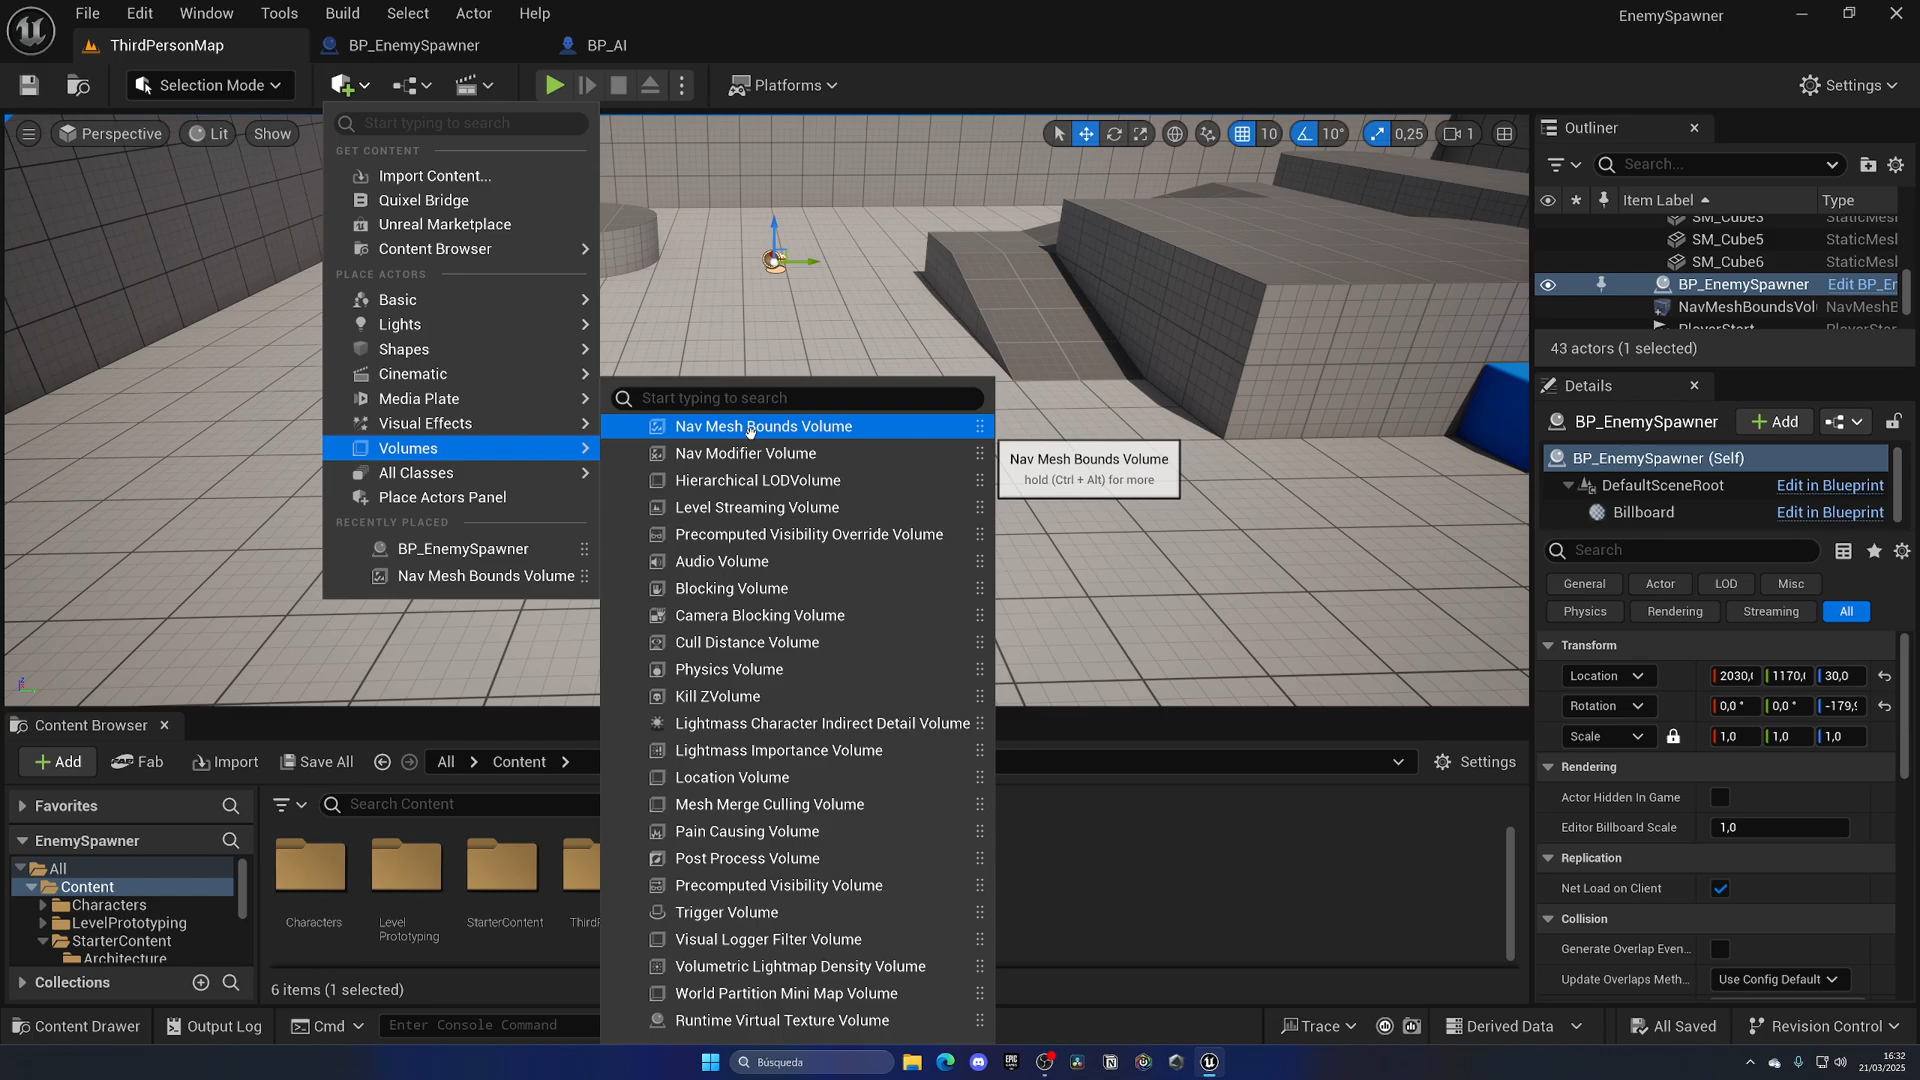 File Edit Window Tools Build Select Actor Help
EnemySpawner
ThirdPersonMap
BP_EnemySpawner
BP_AI
Selection Mode
Platforms
Settings
Perspective
Lit
Show
10
10°
0,25
1
Start typing to search
GET CONTENT
Import Content...
Quixel Bridge
Unreal Marketplace
Content Browser
PLACE ACTORS
Basic
Lights
Shapes
Cinematic
Media Plate
Visual Effects
Volumes
All Classes
Place Actors Panel
RECENTLY PLACED
BP_EnemySpawner
Nav Mesh Bounds Volume
Start typing to search
Nav Mesh Bounds Volume
Nav Modifier Volume
Hierarchical LODVolume
Level Streaming Volume
Precomputed Visibility Override Volume
Audio Volume
Blocking Volume
Camera Blocking Volume
Cull Distance Volume
Physics Volume
Kill ZVolume
Lightmass Character Indirect Detail Volume
Lightmass Importance Volume
Location Volume
Mesh Merge Culling Volume
Pain Causing Volume
Post Process Volume
Precomputed Visibility Volume
Trigger Volume
Visual Logger Filter Volume
Volumetric Lightmap Density Volume
World Partition Mini Map Volume
Runtime Virtual Texture Volume
Nav Mesh Bounds Volume
hold (Ctrl + Alt) for more
Outliner
Search...
Item Label
Type
SM_Cube3 StaticMesl
SM_Cube5 StaticMesl
SM_Cube6 StaticMesl
BP_EnemySpawner Edit BP_Er
NavMeshBoundsVol NavMeshB
PlayerStart PlayerStar
43 actors (1 selected)
Details
BP_EnemySpawner
Add
BP_EnemySpawner (Self)
DefaultSceneRoot Edit in Blueprint
Billboard Edit in Blueprint
Search
General Actor LOD Misc
Physics Rendering Streaming All
Transform
Location 2030,( 1170,( 30,0
Rotation 0,0 ° 0,0 ° -179,9
Scale 1,0 1,0 1,0
Rendering
Actor Hidden In Game
Editor Billboard Scale 1,0
Replication
Net Load on Client
Collision
Generate Overlap Even...
Update Overlaps Meth... Use Config Default
Content Browser
Add
Fab
Import
Save All
All
Content
Settings
Favorites
Search Content
EnemySpawner
All
Content
Characters
LevelPrototyping
StarterContent
Architecture
Collections
Characters
Level
Prototyping
StarterContent
ThirdF
6 items (1 selected)
Content Drawer
Output Log
Cmd
Enter Console Command
Trace
Derived Data
All Saved
Revision Control
Búsqueda
EPIC
GAMES
16:32
21/03/2025